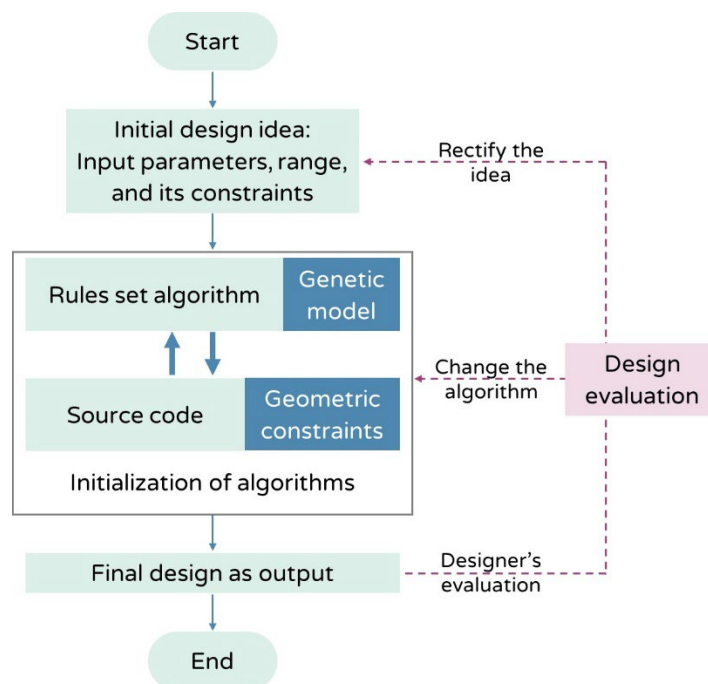 Start
Initial design idea:
Input parameters, range,
and its constraints
Rectify the
idea
Rules set algorithm
Genetic
model
Change the
algorithm
Design
evaluation
Source code
Geometric
constraints
Initialization of algorithms
Final design as output
Designer's
evaluation
End